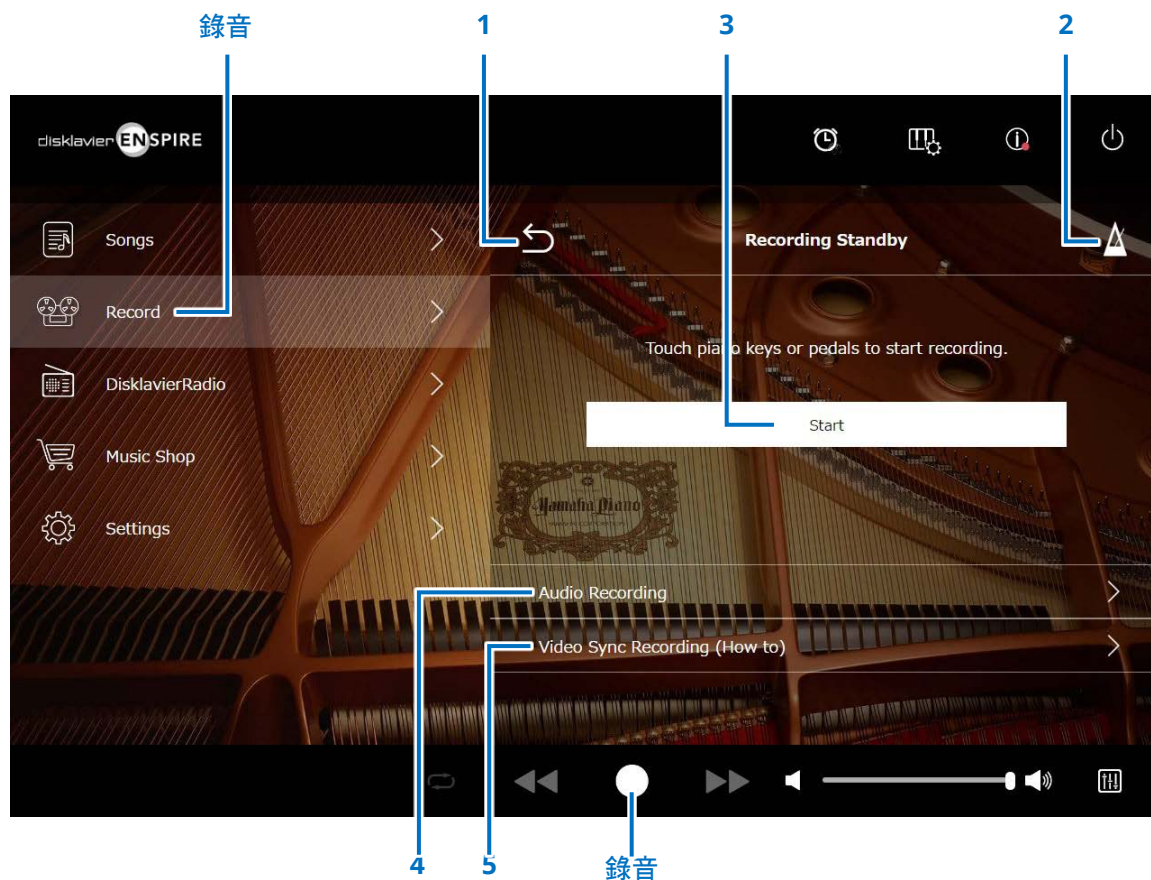 錄音 1 3 2
disklavier ENSPIRE
Songs
Recording Standby
Record
Touch piano keys or pedals to start recording.
DisklavierRadio
Start
Music Shop
Yamaha Piano
Settings
Audio Recording
Video Sync Recording (How to)
4 5 錄音